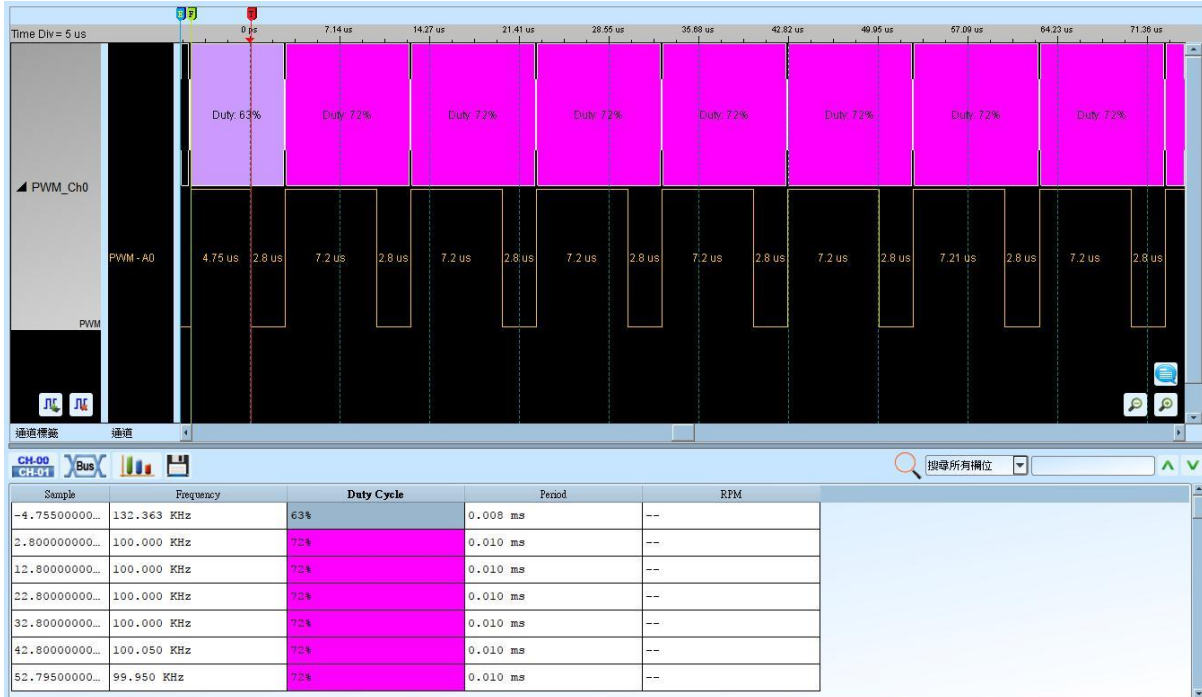 E F T
Time Div = 5 us 0 ps 7.14 us 14.27 us 21.41 us 28.55 us 35.68 us 42.82 us 49.95 us 57.09 us 64.23 us 71.36 us
Duty: 63% Duty: 72% Duty: 72% Duty: 72% Duty: 72% Duty: 72% Duty: 72% Duty: 72%
PWM_Ch0
PWM - A0 4.75 us 2.8 us 7.2 us 2.8 us 7.2 us 2.8 us 7.2 us 2.8 us 7.2 us 2.8 us 7.2 us 2.8 us 7.21 us 2.8 us 7.2 us 2.8 us
PWM
通道標籤 通道
CH-00
CH-01 Bus 搜尋所有欄位
Sample Frequency Duty Cycle Period RPM
-4.75500000... 132.363 KHz 63% 0.008 ms --
2.800000000... 100.000 KHz 72% 0.010 ms --
12.80000000... 100.000 KHz 72% 0.010 ms --
22.80000000... 100.000 KHz 72% 0.010 ms --
32.80000000... 100.000 KHz 72% 0.010 ms --
42.80000000... 100.050 KHz 72% 0.010 ms --
52.79500000... 99.950 KHz 72% 0.010 ms --